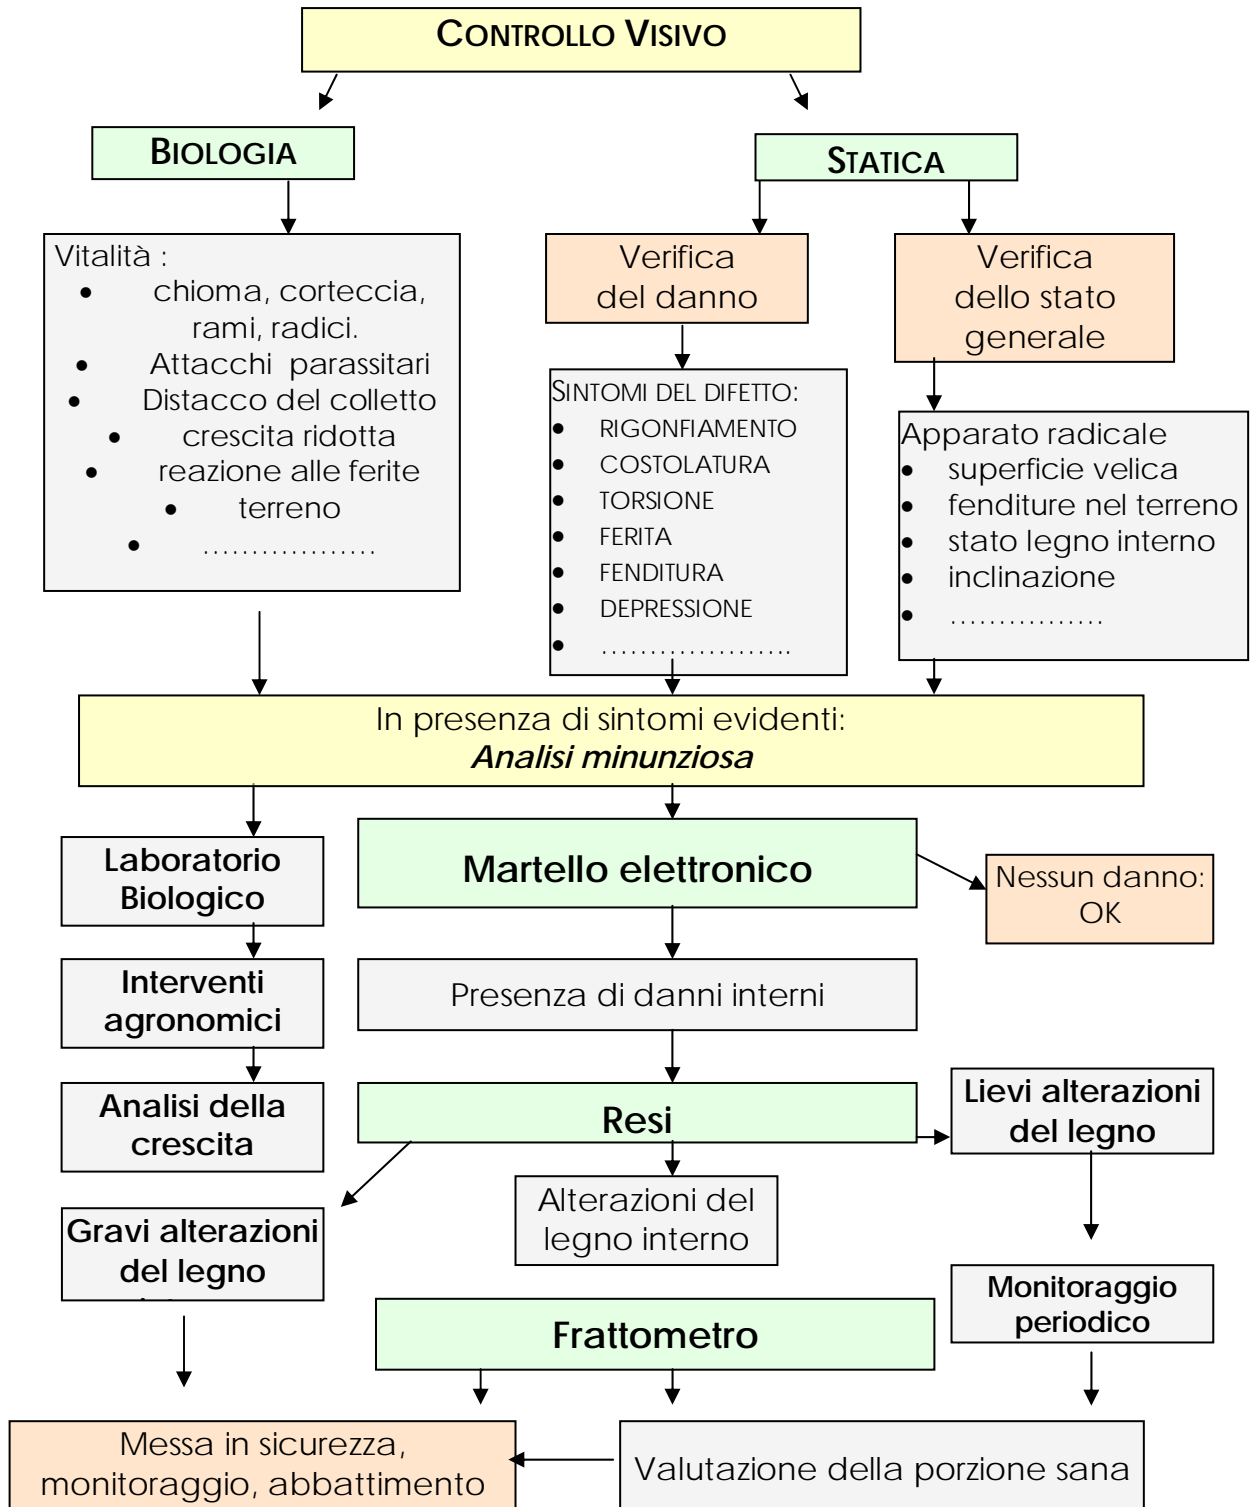 CONTROLLO VISIVO
BIOLOGIA
STATICA
Vitalità :
• chioma, corteccia,
rami, radici.
• Attacchi parassitari
• Distacco del colletto
• crescita ridotta
• reazione alle ferite
• terreno
• ..................
Verifica
del danno
Verifica
dello stato
generale
SINTOMI DEL DIFETTO:
• RIGONFIAMENTO
• COSTOLATURA
• TORSIONE
• FERITA
• FENDITURA
• DEPRESSIONE
• ....................
Apparato radicale
• superficie velica
• fenditure nel terreno
• stato legno interno
• inclinazione
• ................
In presenza di sintomi evidenti:
Analisi minunziosa
Laboratorio
Biologico
Martello elettronico
Nessun danno:
OK
Interventi
agronomici
Presenza di danni interni
Analisi della
crescita
Resi
Lievi alterazioni
del legno
Alterazioni del
legno interno
Gravi alterazioni
del legno
Monitoraggio
periodico
Frattometro
Messa in sicurezza,
monitoraggio, abbattimento
Valutazione della porzione sana